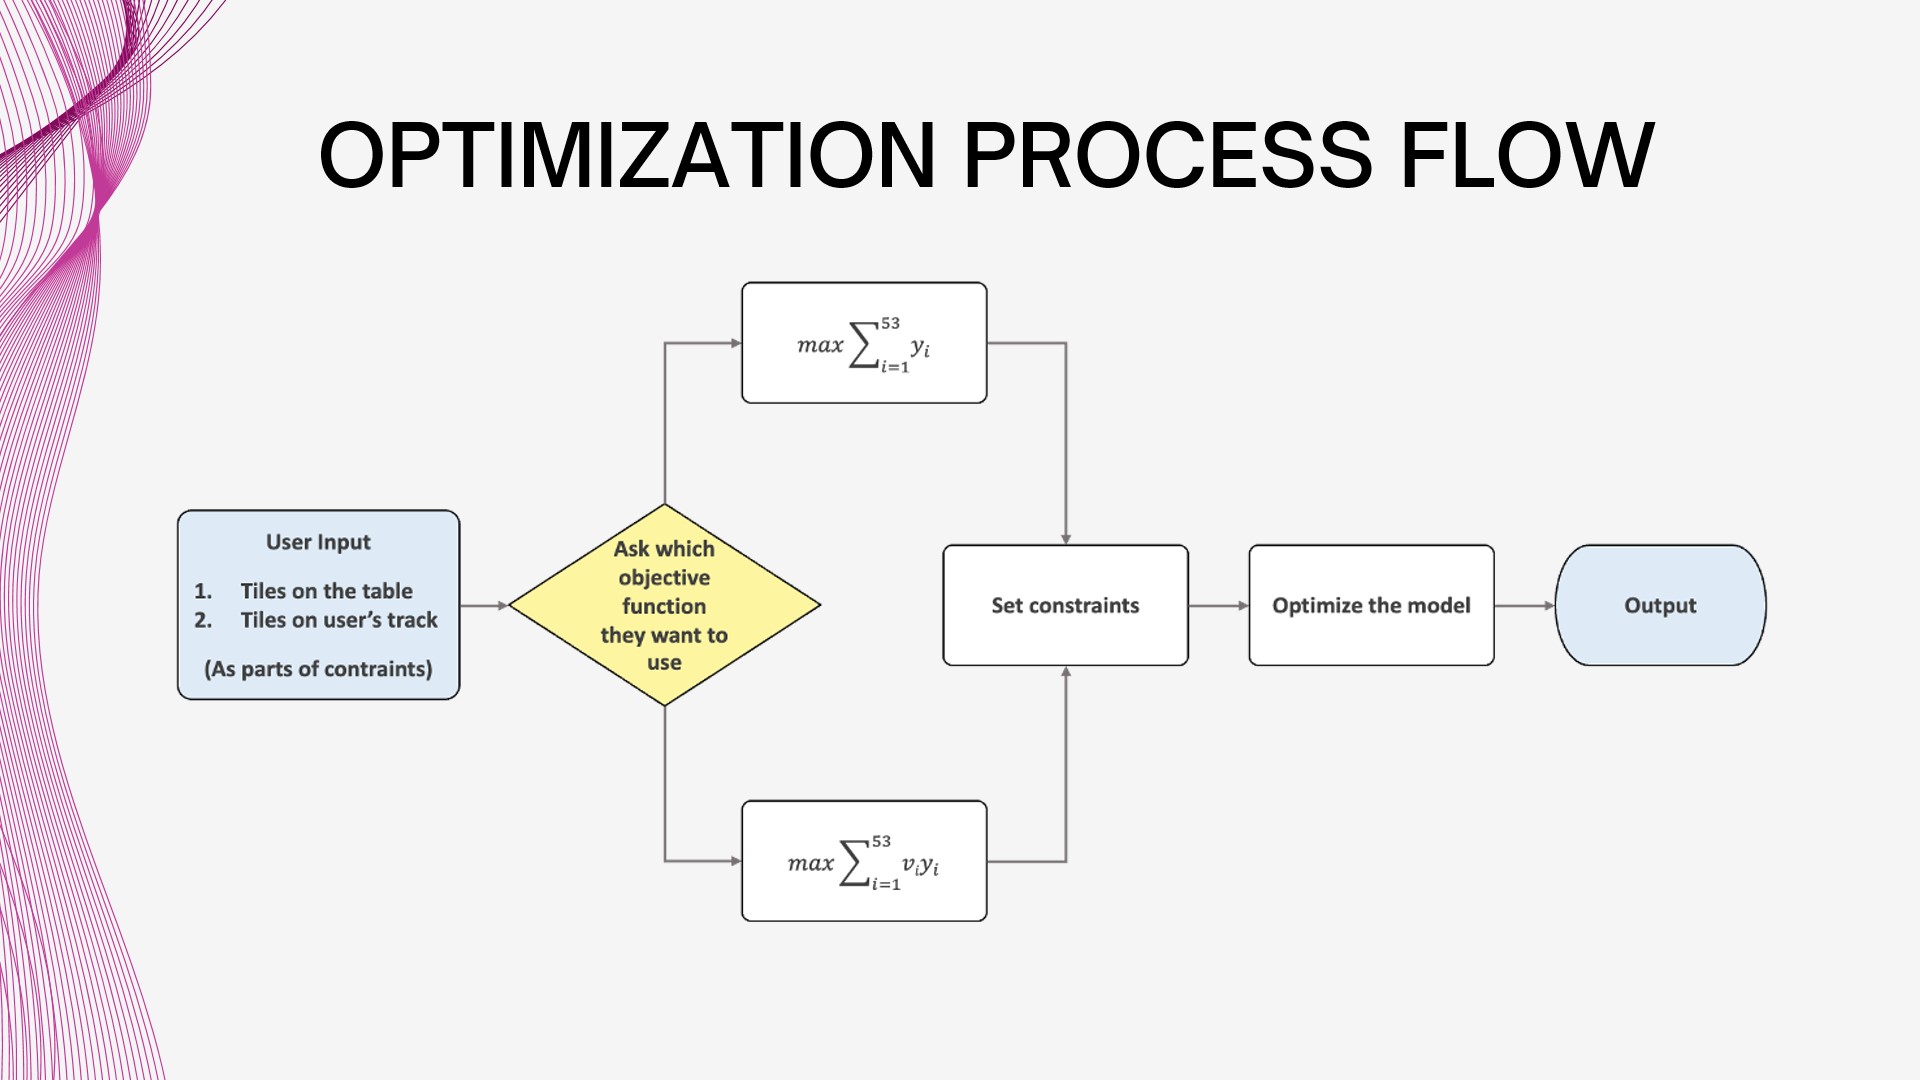 OPTIMIZATION PROCESS FLOW
User Input
1. Tiles on the table
2. Tiles on user's track
(As parts of contraints)
Ask which
objective
function
they want to
use
max ∑_{i=1}^{53} y_i
max ∑_{i=1}^{53} v_i y_i
Set constraints
Optimize the model
Output